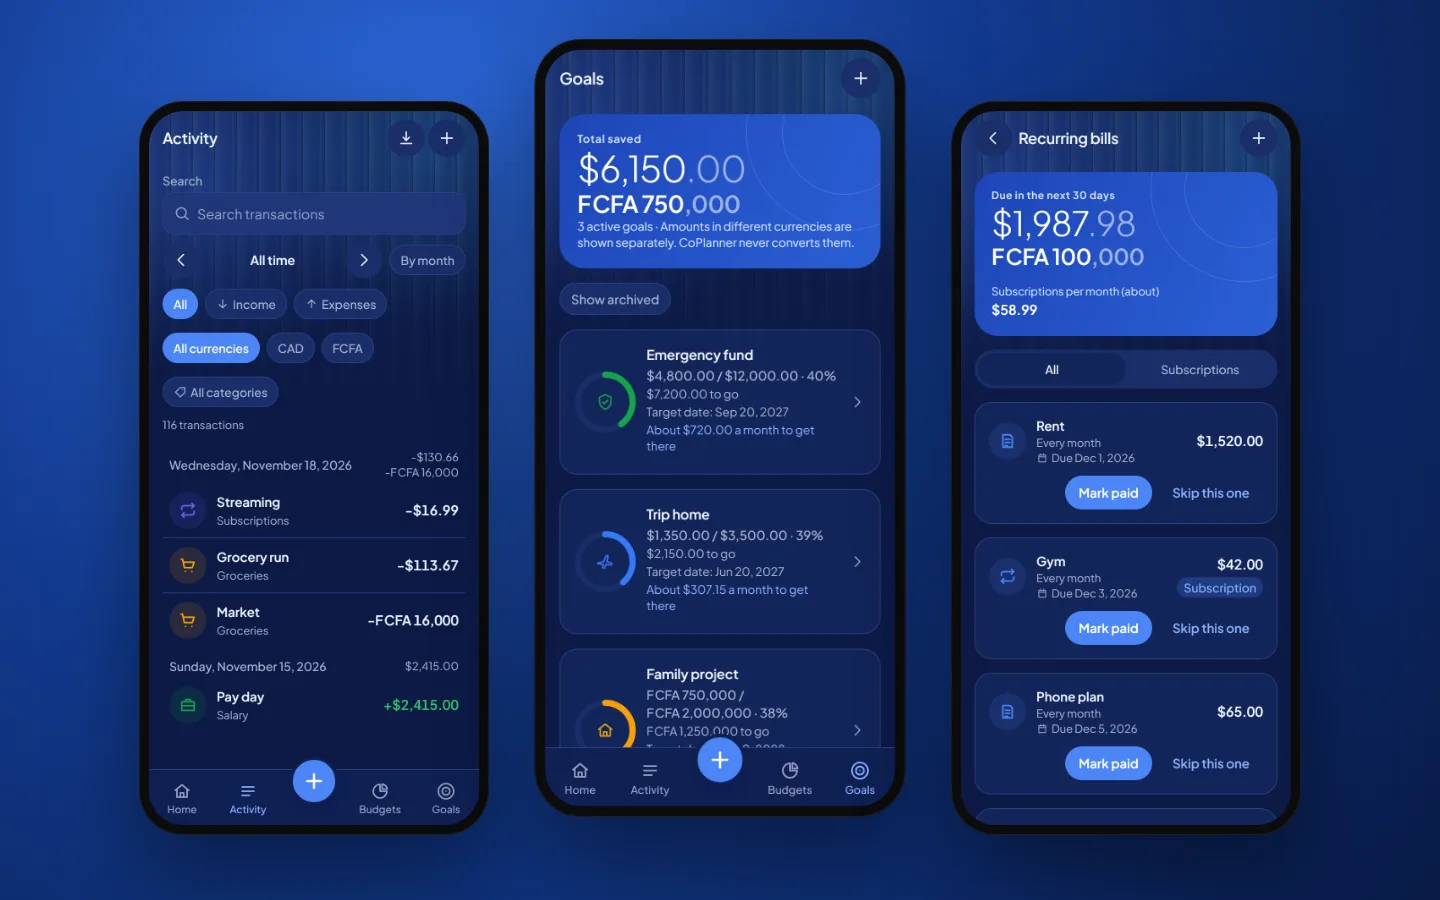 Activity
Search
Search transactions
All time
By month
All
Income
Expenses
All currencies
CAD
FCFA
All categories
116 transactions
Wednesday, November 18, 2026
-$130.66
-FCFA 16,000
Streaming
Subscriptions
-$16.99
Grocery run
Groceries
-$113.67
Market
Groceries
-FCFA 16,000
Sunday, November 15, 2026
$2,415.00
Pay day
Salary
+$2,415.00
Home
Activity
Budgets
Goals
Goals
Total saved
$6,150.00
FCFA 750,000
3 active goals · Amounts in different currencies are
shown separately. CoPlanner never converts them.
Show archived
Emergency fund
$4,800.00 / $12,000.00 · 40%
$7,200.00 to go
Target date: Sep 20, 2027
About $720.00 a month to get
there
Trip home
$1,350.00 / $3,500.00 · 39%
$2,150.00 to go
Target date: Jun 20, 2027
About $307.15 a month to get
there
Family project
FCFA 750,000 /
FCFA 2,000,000 · 38%
FCFA 1,250,000 to go
Home
Activity
Budgets
Goals
Recurring bills
Due in the next 30 days
$1,987.98
FCFA 100,000
Subscriptions per month (about)
$58.99
All
Subscriptions
Rent
Every month
Due Dec 1, 2026
$1,520.00
Mark paid
Skip this one
Gym
Every month
Due Dec 3, 2026
$42.00
Subscription
Mark paid
Skip this one
Phone plan
Every month
Due Dec 5, 2026
$65.00
Mark paid
Skip this one